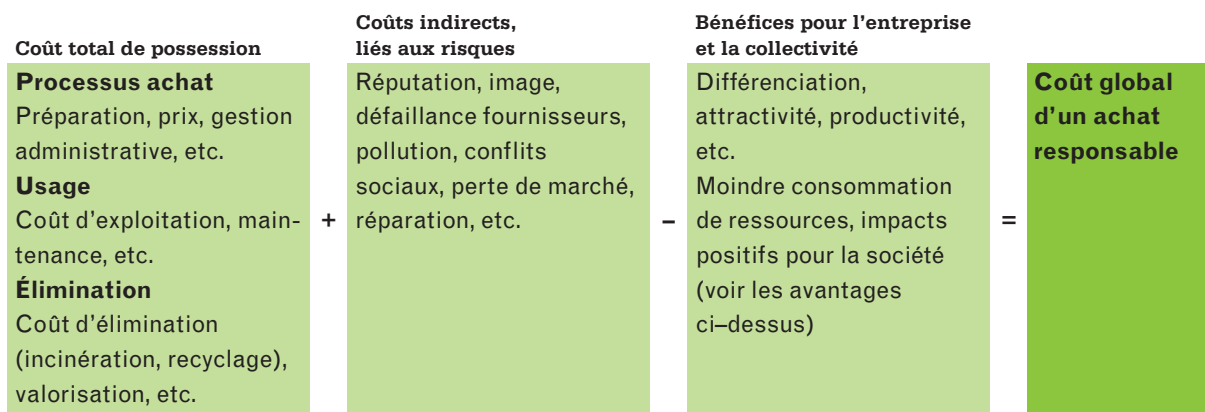 Coût total de possession
Processus achat
Préparation, prix, gestion
administrative, etc.
Usage
Coût d'exploitation, main-
tenance, etc.
Élimination
Coût d'élimination
(incinération, recyclage),
valorisation, etc.
+
Coûts indirects,
liés aux risques
Réputation, image,
défaillance fournisseurs,
pollution, conflits
sociaux, perte de marché,
réparation, etc.
–
Bénéfices pour l'entreprise
et la collectivité
Différenciation,
attractivité, productivité,
etc.
Moindre consommation
de ressources, impacts
positifs pour la société
(voir les avantages
ci–dessus)
=
Coût global
d'un achat
responsable